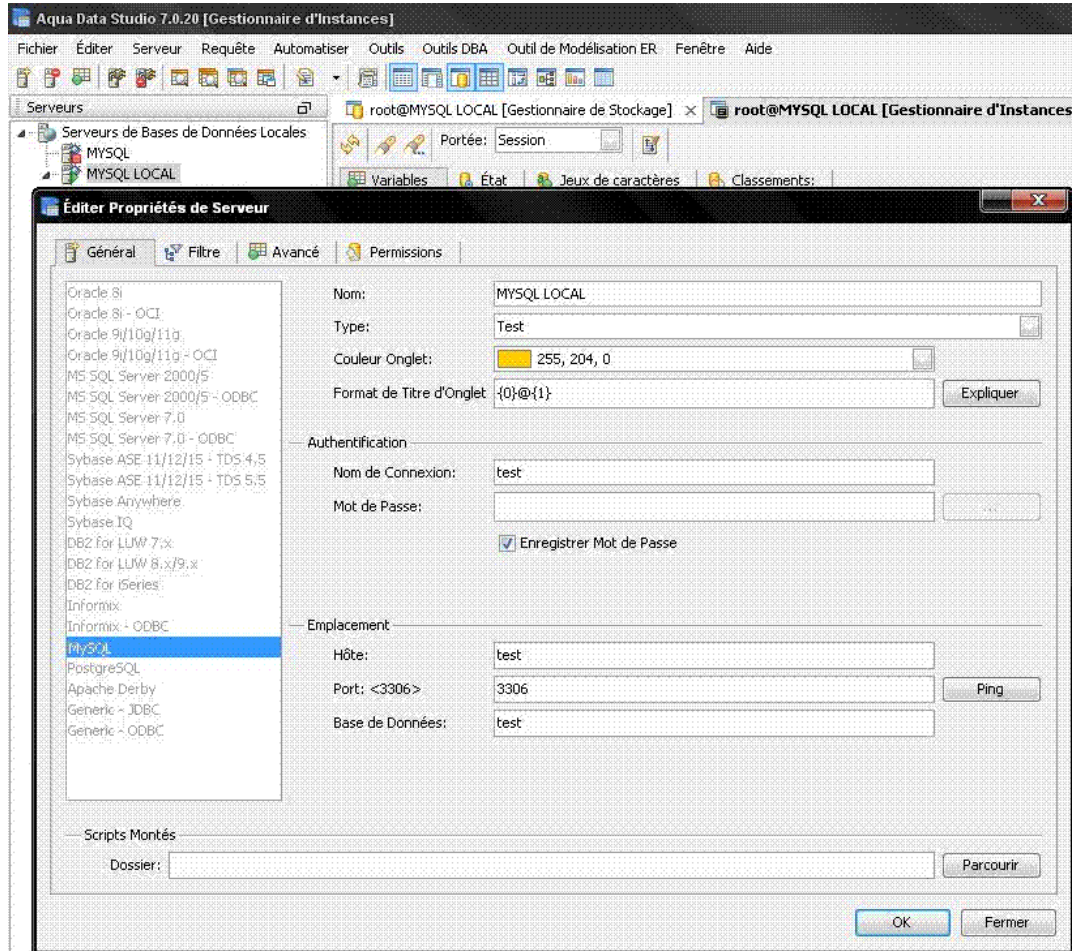 Aqua Data Studio 7.0.20 [Gestionnaire d'Instances]
Fichier Éditer Serveur Requête Automatiser Outils Outils DBA Outil de Modélisation ER Fenêtre Aide
Serveurs
root@MYSQL LOCAL [Gestionnaire de Stockage]
root@MYSQL LOCAL [Gestionnaire d'Instances
Serveurs de Bases de Données Locales
MYSQL
MYSQL LOCAL
Portée: Session
Variables État Jeux de caractères Classements:
Éditer Propriétés de Serveur
Général Filtre Avancé Permissions
Oracle 8i
Oracle 8i - OCI
Oracle 9i/10g/11g
Oracle 9i/10g/11g - OCI
MS SQL Server 2000/5
MS SQL Server 2000/5 - ODBC
MS SQL Server 7.0
MS SQL Server 7.0 - ODBC
Sybase ASE 11/12/15 - TDS 4.5
Sybase ASE 11/12/15 - TDS 5.5
Sybase Anywhere
Sybase IQ
DB2 for LUW 7.x
DB2 for LUW 8.x/9.x
DB2 for iSeries
Informix
Informix - ODBC
MySQL
PostgreSQL
Apache Derby
Generic - JDBC
Generic - ODBC
Nom: MYSQL LOCAL
Type: Test
Couleur Onglet: 255, 204, 0
Format de Titre d'Onglet {0}@{1} Expliquer
Authentification
Nom de Connexion: test
Mot de Passe: ...
Enregistrer Mot de Passe
Emplacement
Hôte: test
Port: <3306> 3306 Ping
Base de Données: test
Scripts Montés
Dossier: Parcourir
OK Fermer